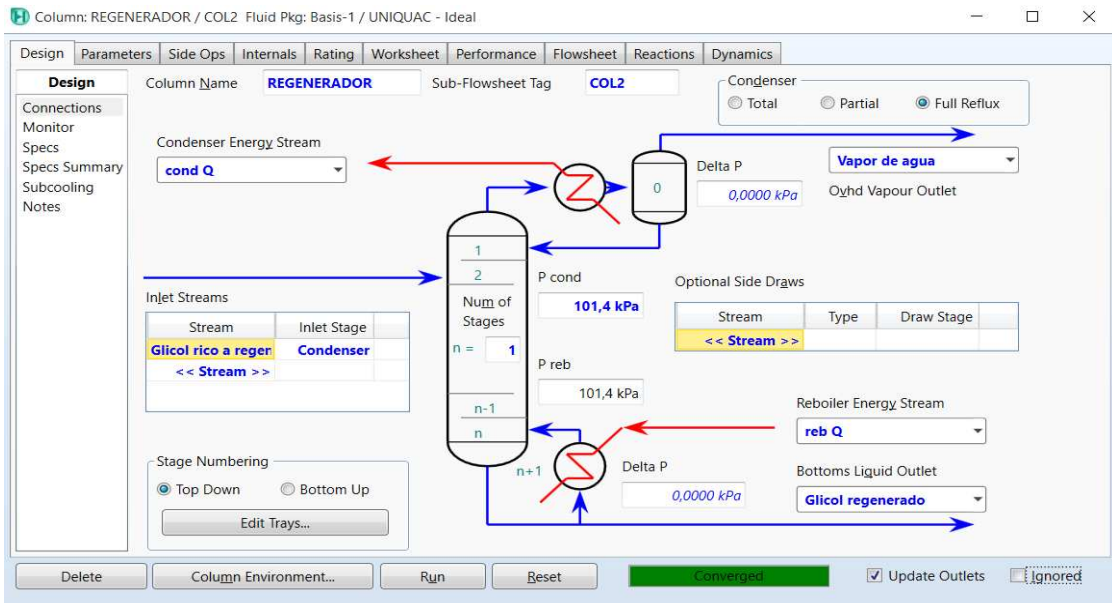 Column: REGENERADOR / COL2 Fluid Pkg: Basis-1 / UNIQUAC - Ideal
Design Parameters Side Ops Internals Rating Worksheet Performance Flowsheet Reactions Dynamics
Design
Connections
Monitor
Specs
Specs Summary
Subcooling
Notes
Column Name REGENERADOR Sub-Flowsheet Tag COL2
Condenser
Total Partial Full Reflux
Condenser Energy Stream
cond Q
Delta P
0,0000 kPa
Vapor de agua
Ovhd Vapour Outlet
0
1
2
Num of
Stages
n = 1
n-1
n
n+1
P cond
101,4 kPa
P reb
101,4 kPa
Inlet Streams
Stream Inlet Stage
Glicol rico a regen Condenser
<< Stream >>
Optional Side Draws
Stream Type Draw Stage
<< Stream >>
Reboiler Energy Stream
reb Q
Delta P
0,0000 kPa
Bottoms Liquid Outlet
Glicol regenerado
Stage Numbering
Top Down Bottom Up
Edit Trays...
Delete Column Environment... Run Reset Converged Update Outlets Ignored